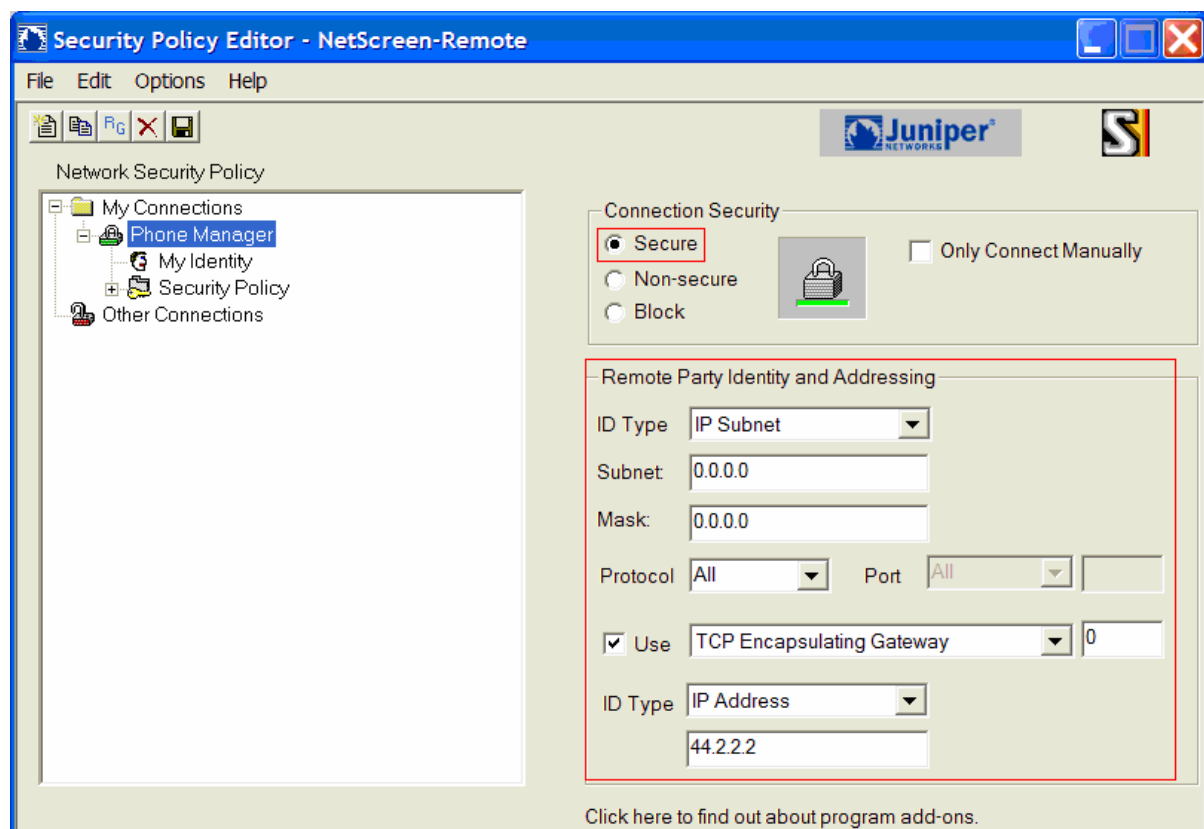 Security Policy Editor - NetScreen-Remote
File Edit Options Help
RG
Juniper
NETWORKS
S
Network Security Policy
My Connections
Phone Manager
My Identity
Security Policy
Other Connections
Connection Security
Secure
Non-secure
Block
Only Connect Manually
Remote Party Identity and Addressing
ID Type IP Subnet
Subnet: 0.0.0.0
Mask: 0.0.0.0
Protocol All Port All
Use TCP Encapsulating Gateway 0
ID Type IP Address
44.2.2.2
Click here to find out about program add-ons.